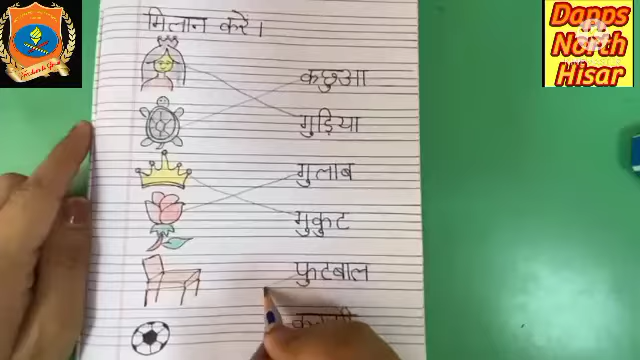 मिलान करें।
कछुआ
गुड़िया
गुलाब
मुकुट
फुटबाल
Dapps
North
Hisar